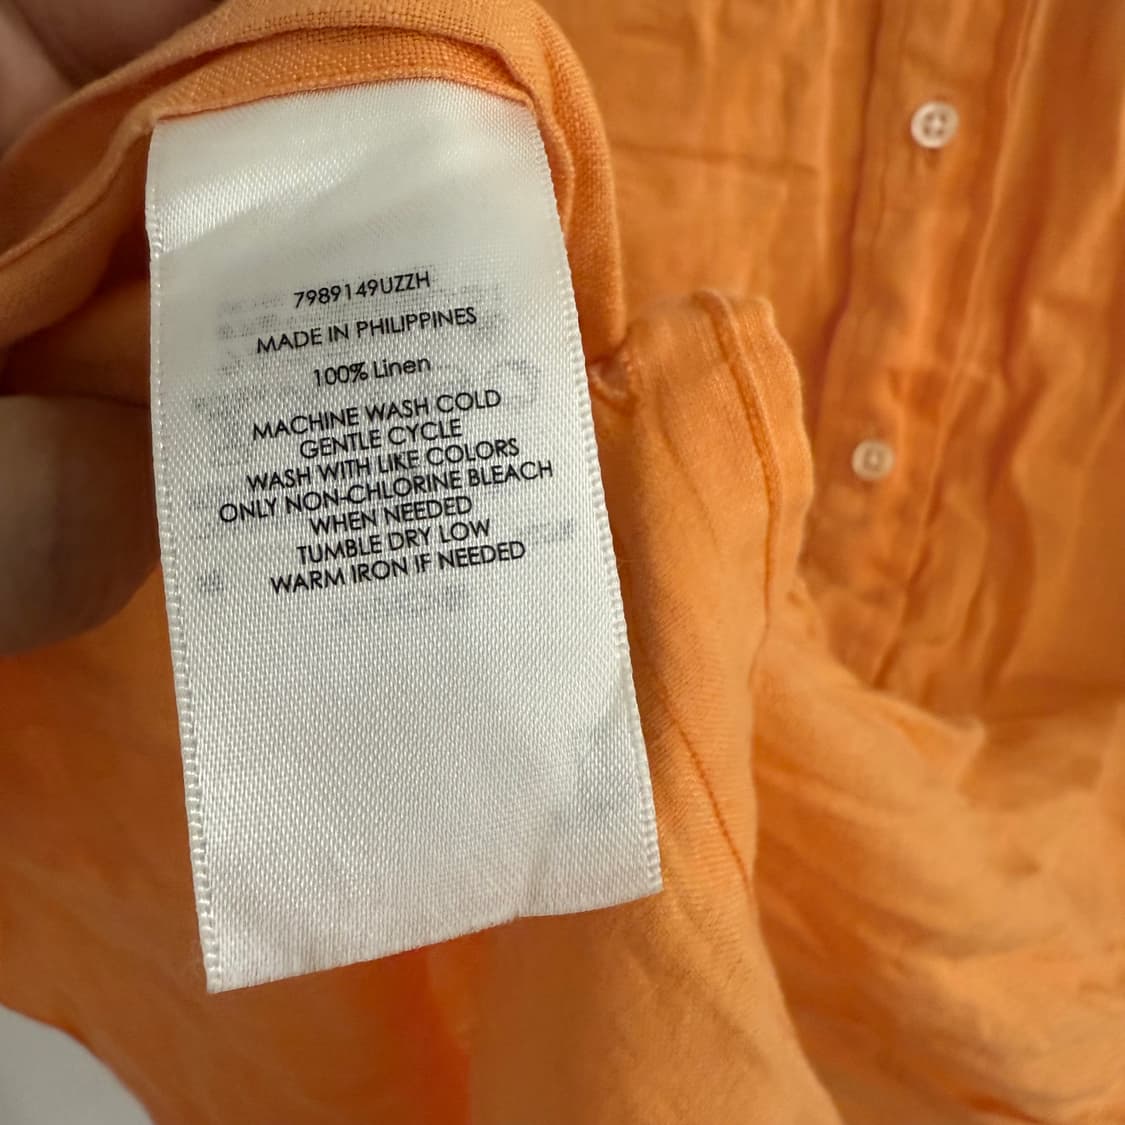 7989149UZZH
MADE IN PHILIPPINES
100% Linen
MACHINE WASH COLD
GENTLE CYCLE
WASH WITH LIKE COLORS
ONLY NON-CHLORINE BLEACH
WHEN NEEDED
TUMBLE DRY LOW
WARM IRON IF NEEDED